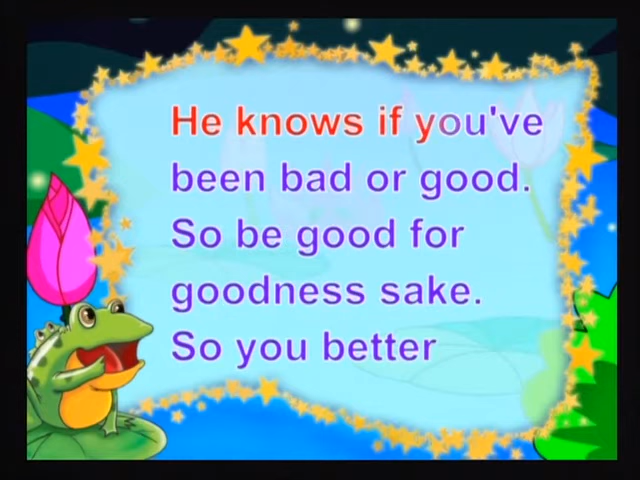 He knows if you've
been bad or good.
So be good for
goodness sake.
So you better